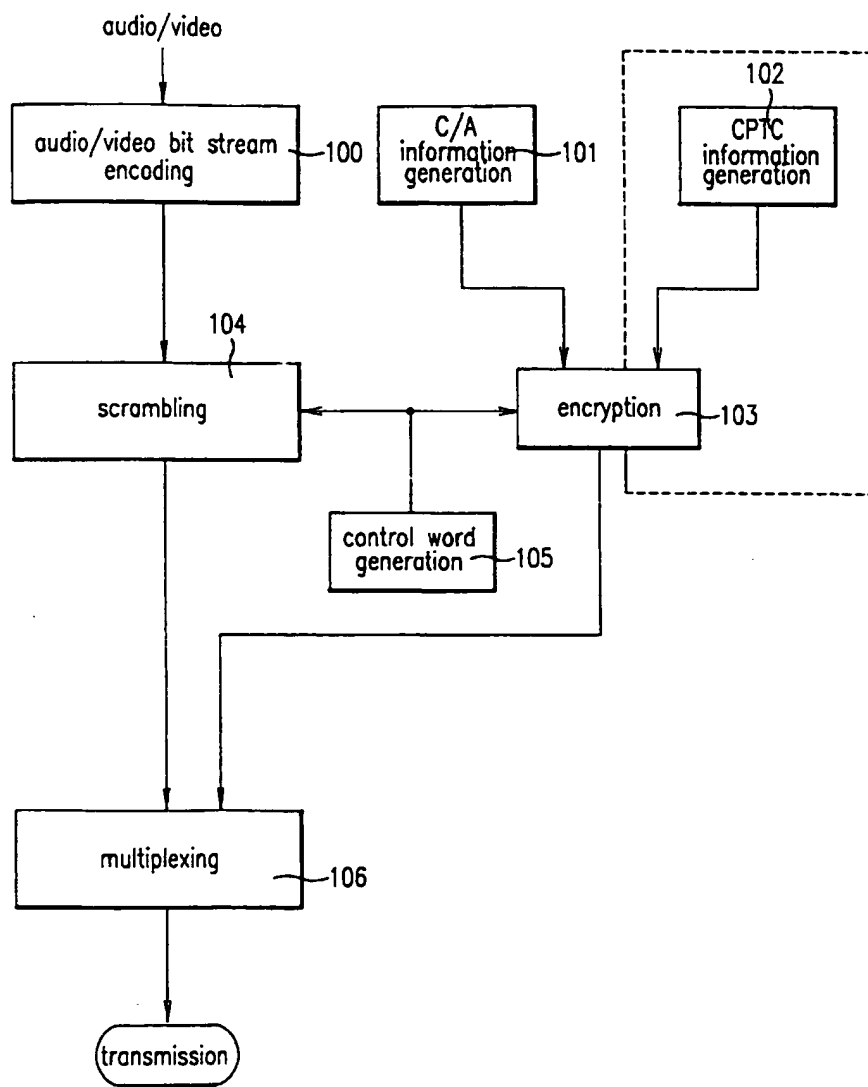 audio/video
audio/video bit stream
encoding
100
C/A
information
generation
101
102
CPTC
information
generation
104
scrambling
encryption
103
control word
generation
105
multiplexing
106
transmission